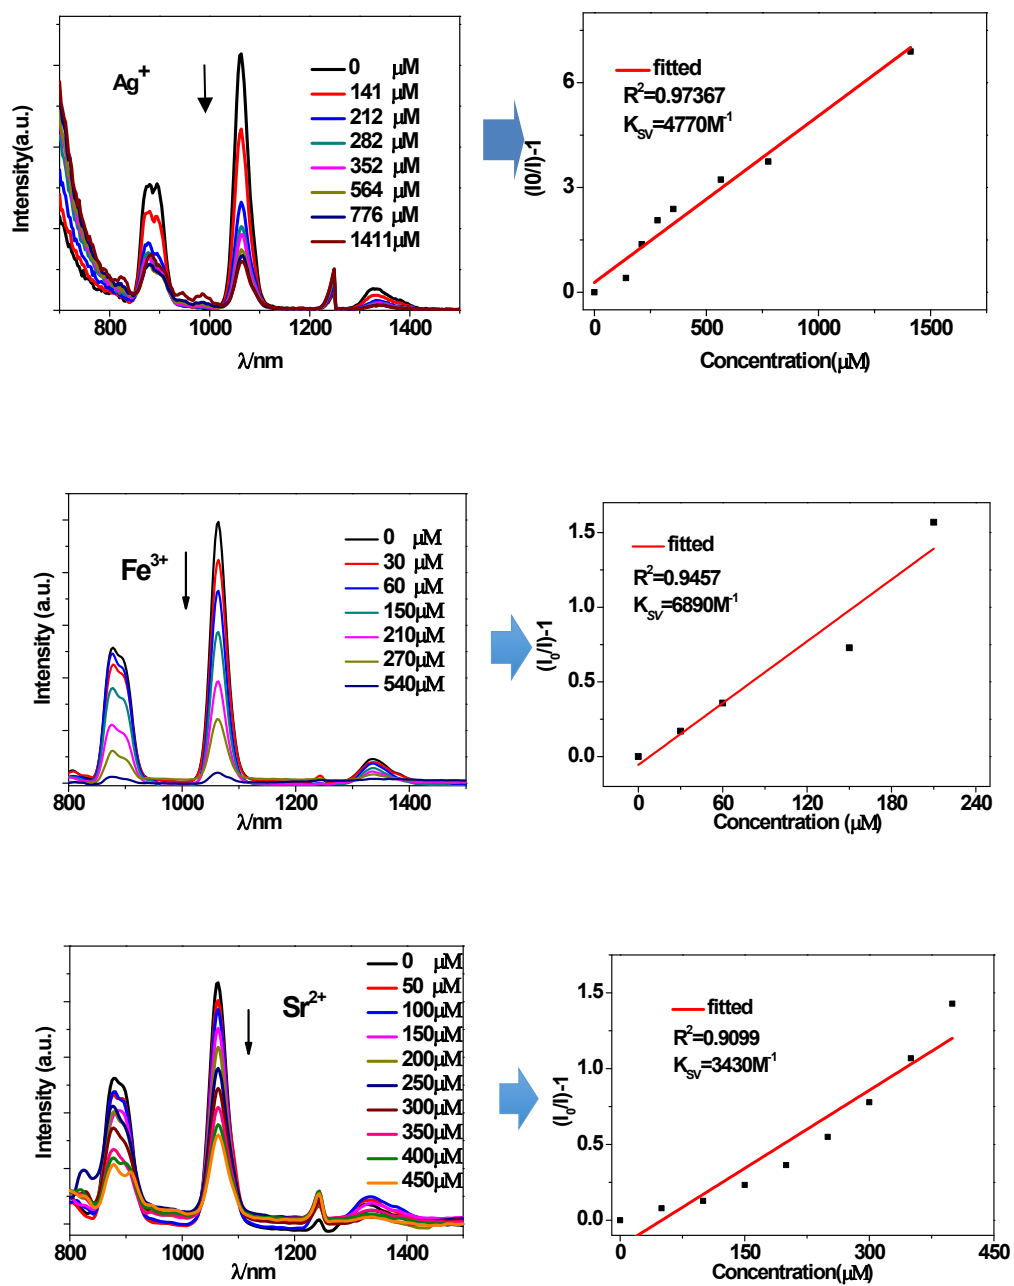 Ag+
0 μM
141 μM
212 μM
282 μM
352 μM
564 μM
776 μM
1411μM
Intensity(a.u.)
800 1000 1200 1400
λ/nm
fitted
R2=0.97367
KSV=4770M-1
(I0/I)-1
6
3
0
0 500 1000 1500
Concentration(μM)
Fe3+
0 μM
30 μM
60 μM
150μM
210μM
270μM
540μM
Intensity (a.u.)
800 1000 1200 1400
λ/nm
fitted
R2=0.9457
KSV=6890M-1
(I0/I)-1
1.5
1.0
0.5
0.0
0 60 120 180 240
Concentration (μM)
Sr2+
0 μM
50 μM
100μM
150μM
200μM
250μM
300μM
350μM
400μM
450μM
Intensity (a.u.)
800 1000 1200 1400
λ/nm
fitted
R2=0.9099
KSV=3430M-1
(I0/I)-1
1.5
1.0
0.5
0.0
0 150 300 450
Concentration(μM)